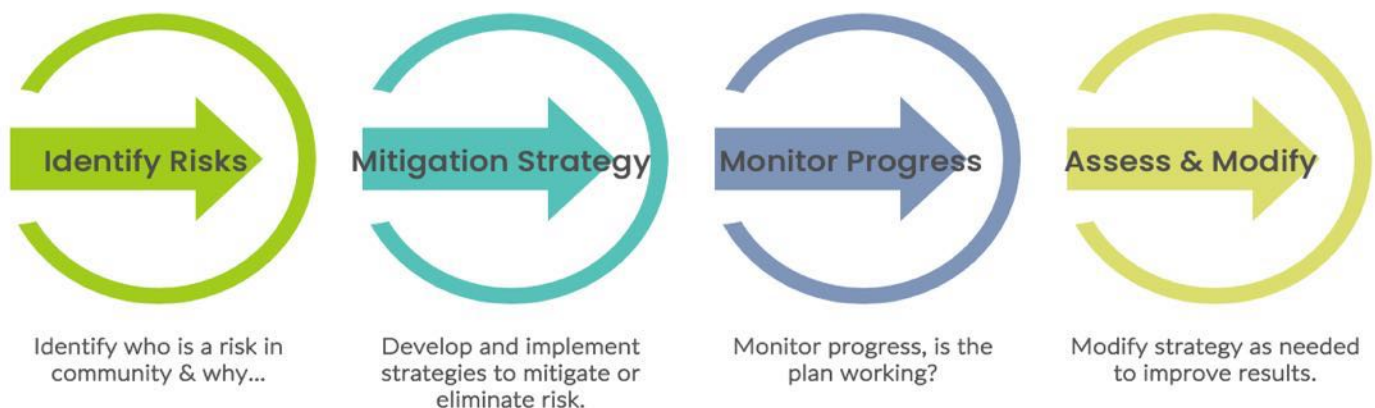 Identify Risks
Identify who is a risk in
community & why...
Mitigation Strategy
Develop and implement
strategies to mitigate or
eliminate risk.
Monitor Progress
Monitor progress, is the
plan working?
Assess & Modify
Modify strategy as needed
to improve results.